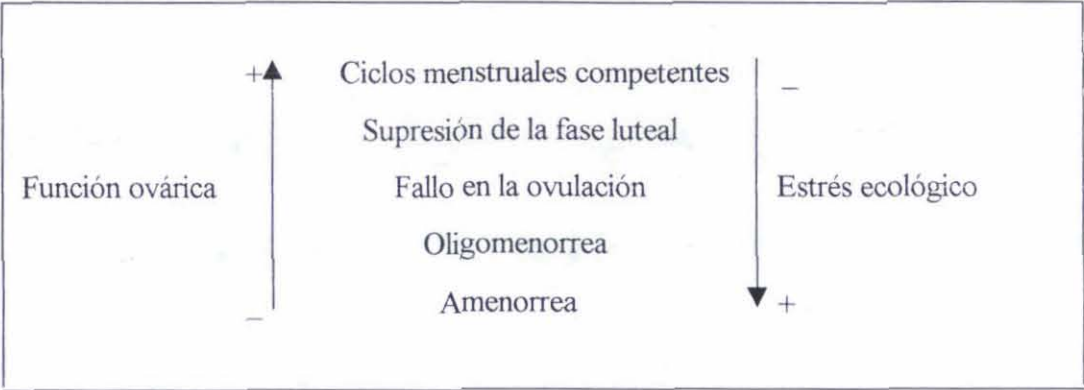 + Ciclos menstruales competentes −
Supresión de la fase luteal
Función ovárica Fallo en la ovulación Estrés ecológico
Oligomenorrea
− Amenorrea +